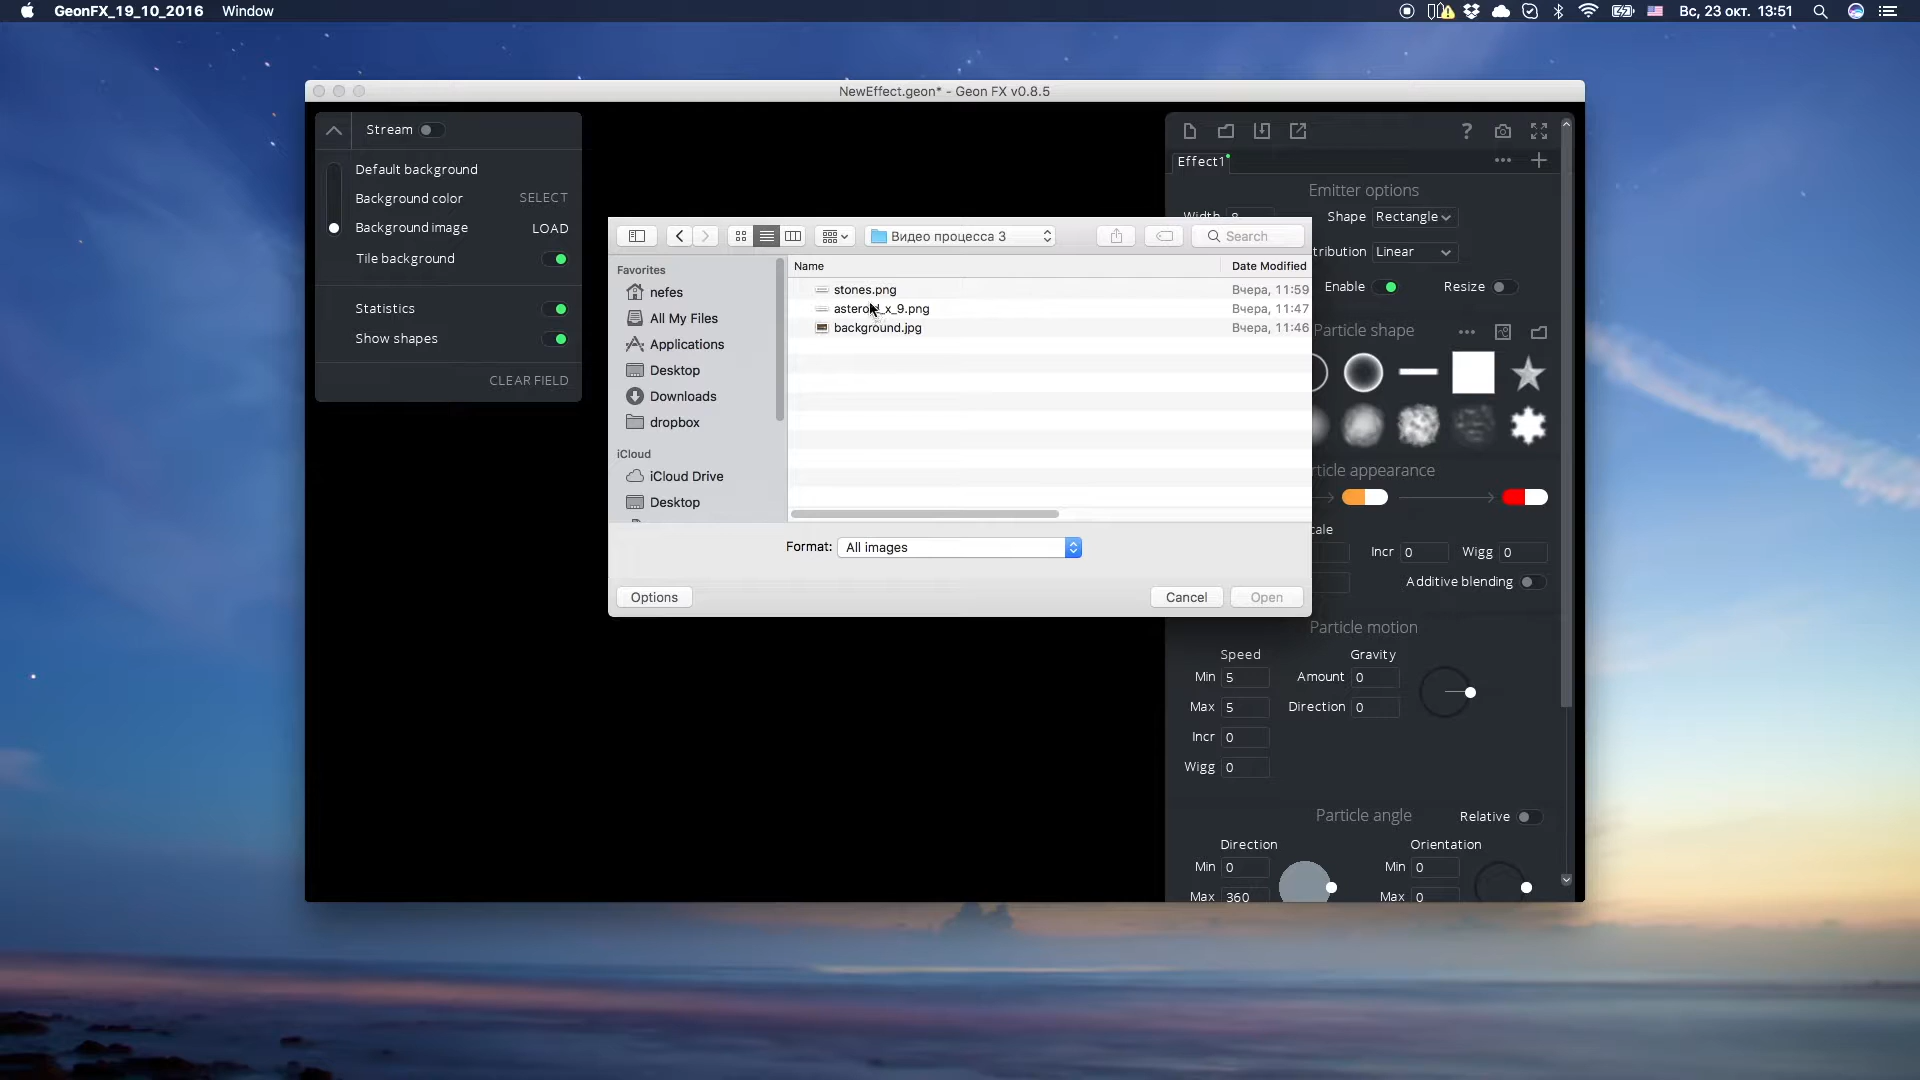 GeonFX_19_10_2016 Window
Вс, 23 окт. 13:51
NewEffect.geon* - Geon FX v0.8.5
Stream
Default background
Background color SELECT
Background image LOAD
Tile background
Statistics
Show shapes
CLEAR FIELD
Видео процесса 3
Search
Favorites
nefes
All My Files
Applications
Desktop
Downloads
dropbox
iCloud
iCloud Drive
Desktop
Name Date Modified
stones.png Вчера, 11:59
asteroid_x_9.png Вчера, 11:47
background.jpg Вчера, 11:46
Format: All images
Options Cancel Open
?
Effect1
Emitter options
Width 8 Shape Rectangle
tribution Linear
Enable Resize
Particle shape
rticle appearance
cale
Incr 0 Wigg 0
Additive blending
Particle motion
Speed Gravity
Min 5 Amount 0
Max 5 Direction 0
Incr 0
Wigg 0
Particle angle Relative
Direction Orientation
Min 0 Min 0
Max 360 Max 0